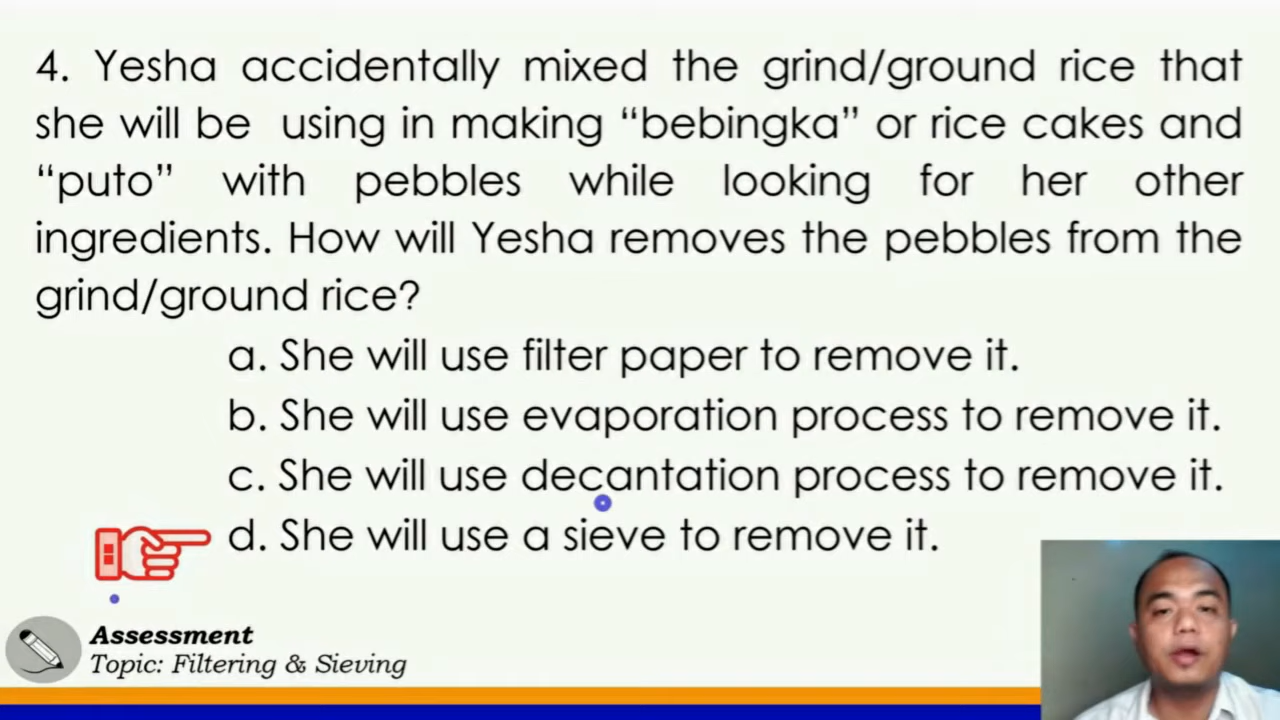 4. Yesha accidentally mixed the grind/ground rice that
she will be using in making “bebingka” or rice cakes and
“puto” with pebbles while looking for her other
ingredients. How will Yesha removes the pebbles from the
grind/ground rice?
a. She will use filter paper to remove it.
b. She will use evaporation process to remove it.
c. She will use decantation process to remove it.
d. She will use a sieve to remove it.
Assessment
Topic: Filtering & Sieving